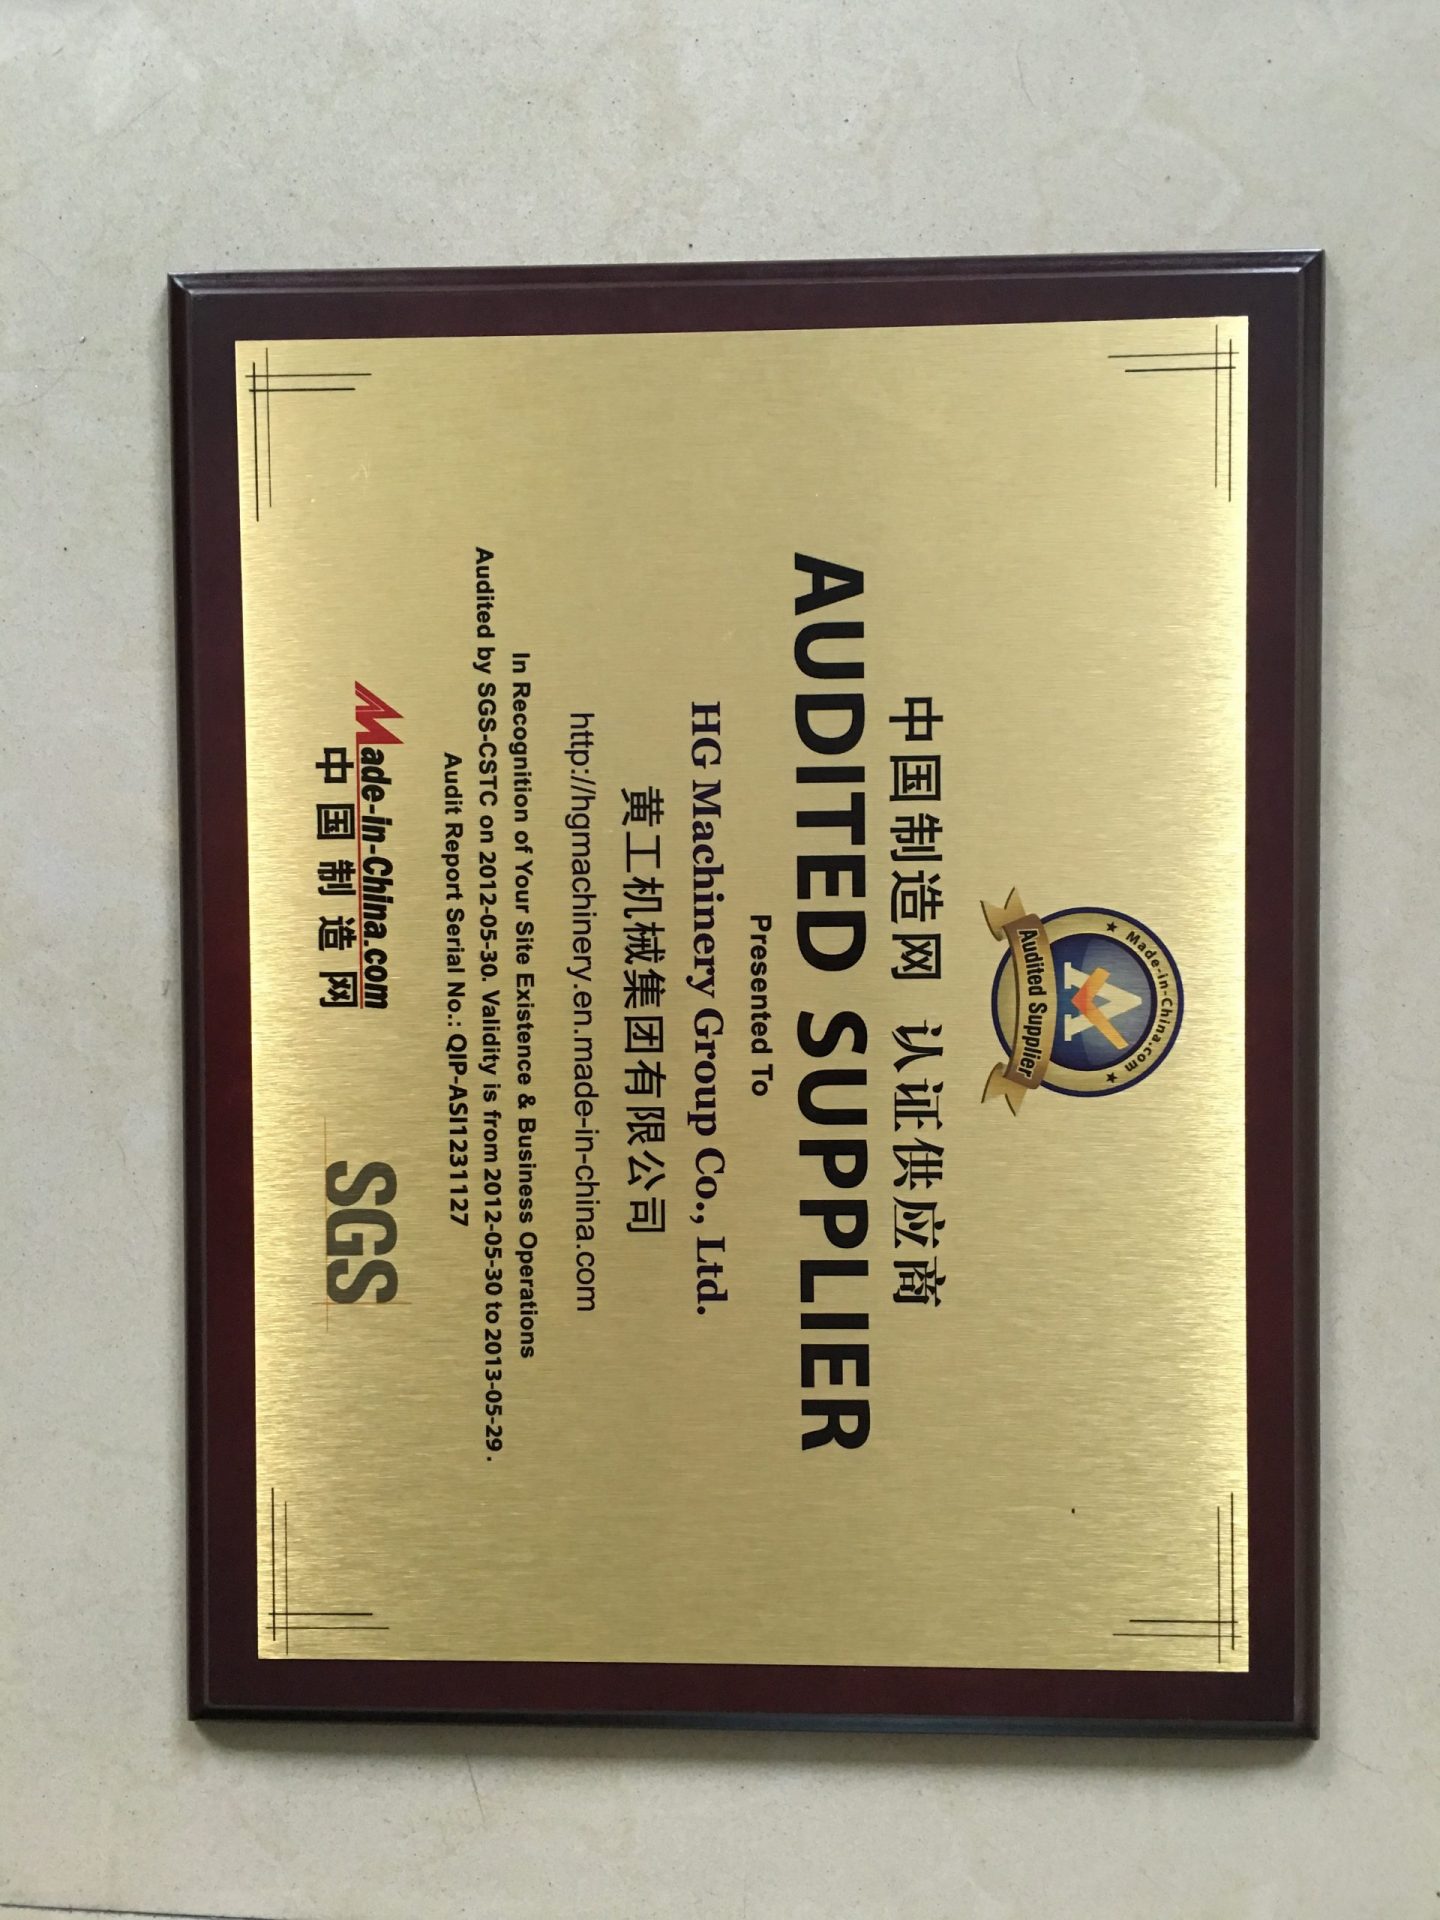 Made-in-China.com
Audited Supplier
中国制造网 认证供应商
AUDITED SUPPLIER
Presented To
HG Machinery Group Co., Ltd.
黄工机械集团有限公司
http://hgmachinery.en.made-in-china.com
In Recognition of Your Site Existence & Business Operations
Audited by SGS-CSTC on 2012-05-30. Validity is from 2012-05-30 to 2013-05-29 .
Audit Report Serial No.: QIP-ASI1231127
Made-in-China.com
中国制造网
SGS